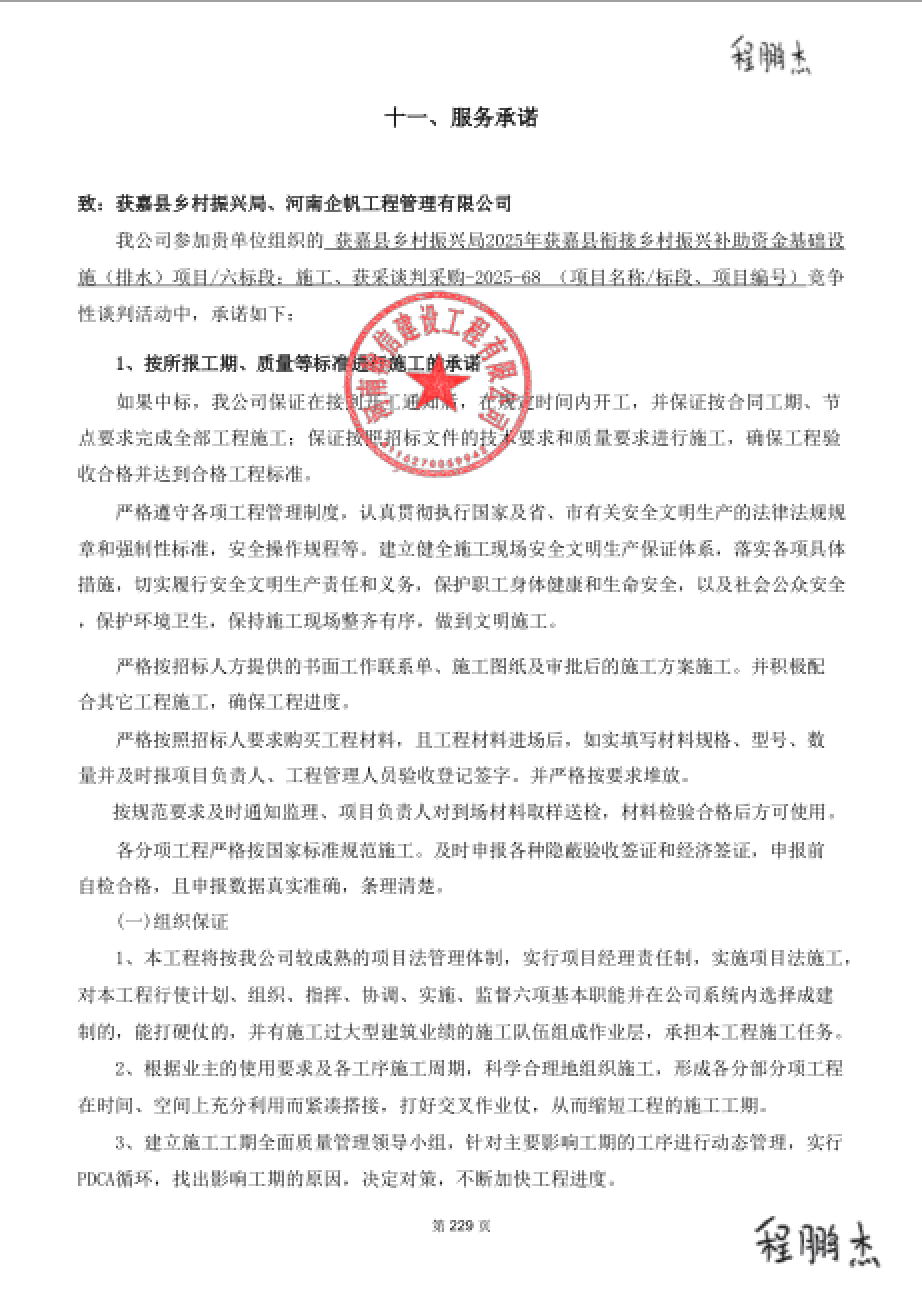 程鹏杰
十一、服务承诺
致：获嘉县乡村振兴局、河南企帆工程管理有限公司
我公司参加贵单位组织的 获嘉县乡村振兴局2025年获嘉县衔接乡村振兴补助资金基础设
施（排水）项目/六标段：施工、获采谈判采购-2025-68 （项目名称/标段、项目编号）竞争
性谈判活动中，承诺如下：
1、按所报工期、质量等标准进行施工的承诺
如果中标，我公司保证在接到开工通知后，在规定时间内开工，并保证按合同工期、节
点要求完成全部工程施工；保证按照招标文件的技术要求和质量要求进行施工，确保工程验
收合格并达到合格工程标准。
严格遵守各项工程管理制度，认真贯彻执行国家及省、市有关安全文明生产的法律法规规
章和强制性标准，安全操作规程等。建立健全施工现场安全文明生产保证体系，落实各项具体
措施，切实履行安全文明生产责任和义务，保护职工身体健康和生命安全，以及社会公众安全
，保护环境卫生，保持施工现场整齐有序，做到文明施工。
严格按招标人方提供的书面工作联系单、施工图纸及审批后的施工方案施工。并积极配
合其它工程施工，确保工程进度。
严格按照招标人要求购买工程材料，且工程材料进场后，如实填写材料规格、型号、数
量并及时报项目负责人、工程管理人员验收登记签字。并严格按要求堆放。
按规范要求及时通知监理、项目负责人对到场材料取样送检，材料检验合格后方可使用。
各分项工程严格按国家标准规范施工。及时申报各种隐蔽验收签证和经济签证，申报前
自检合格，且申报数据真实准确，条理清楚。
(一)组织保证
1、本工程将按我公司较成熟的项目法管理体制，实行项目经理责任制，实施项目法施工，
对本工程行使计划、组织、指挥、协调、实施、监督六项基本职能并在公司系统内选择成建
制的，能打硬仗的，并有施工过大型建筑业绩的施工队伍组成作业层，承担本工程施工任务。
2、根据业主的使用要求及各工序施工周期，科学合理地组织施工，形成各分部分项工程
在时间、空间上充分利用而紧凑搭接，打好交叉作业仗，从而缩短工程的施工工期。
3、建立施工工期全面质量管理领导小组，针对主要影响工期的工序进行动态管理，实行
PDCA循环，找出影响工期的原因，决定对策，不断加快工程进度。
第 229 页
程鹏杰